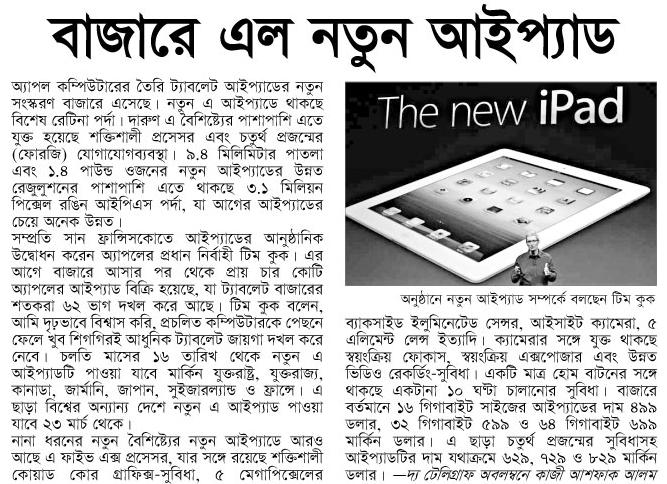 বাজারে এল নতুন আইপ্যাড
অ্যাপল কম্পিউটারের তৈরি ট্যাবলেট আইপ্যাডের নতুন
সংস্করণ বাজারে এসেছে। নতুন এ আইপ্যাডে থাকছে
বিশেষ রেটিনা পর্দা। দারুণ এ বৈশিষ্ট্যের পাশাপাশি এতে
যুক্ত হয়েছে শক্তিশালী প্রসেসর এবং চতুর্থ প্রজন্মের
(ফোরজি) যোগাযোগব্যবস্থা। ৯.৪ মিলিমিটার পাতলা
এবং ১.৪ পাউন্ড ওজনের নতুন আইপ্যাডের উন্নত
রেজুলুশনের পাশাপাশি এতে থাকছে ৩.১ মিলিয়ন
পিক্সেল রঙিন আইপিএস পর্দা, যা আগের আইপ্যাডের
চেয়ে অনেক উন্নত।
সম্প্রতি সান ফ্রান্সিসকোতে আইপ্যাডের আনুষ্ঠানিক
উদ্বোধন করেন অ্যাপলের প্রধান নির্বাহী টিম কুক। এর
আগে বাজারে আসার পর থেকে প্রায় চার কোটি
অ্যাপলের আইপ্যাড বিক্রি হয়েছে, যা ট্যাবলেট বাজারের
শতকরা ৬২ ভাগ দখল করে আছে। টিম কুক বলেন,
আমি দৃঢ়ভাবে বিশ্বাস করি, প্রচলিত কম্পিউটারকে পেছনে
ফেলে খুব শিগগিরই আধুনিক ট্যাবলেট জায়গা দখল করে
নেবে। চলতি মাসের ১৬ তারিখ থেকে নতুন এ
আইপ্যাডটি পাওয়া যাবে মার্কিন যুক্তরাষ্ট্র, যুক্তরাজ্য,
কানাডা, জার্মানি, জাপান, সুইজারল্যান্ড ও ফ্রান্সে। এ
ছাড়া বিশ্বের অন্যান্য দেশে নতুন এ আইপ্যাড পাওয়া
যাবে ২৩ মার্চ থেকে।
নানা ধরনের নতুন বৈশিষ্ট্যের নতুন আইপ্যাডে আরও
আছে এ ফাইভ এক্স প্রসেসর, যার সঙ্গে রয়েছে শক্তিশালী
কোয়াড কোর গ্রাফিক্স-সুবিধা, ৫ মেগাপিক্সেলের
The new iPad
অনুষ্ঠানে নতুন আইপ্যাড সম্পর্কে বলছেন টিম কুক
ব্যাকসাইড ইলুমিনেটেড সেন্সর, আইসাইট ক্যামেরা, ৫
এলিমেন্ট লেন্স ইত্যাদি। ক্যামেরার সঙ্গে যুক্ত থাকছে
স্বয়ংক্রিয় ফোকাস, স্বয়ংক্রিয় এক্সপোজার এবং উন্নত
ভিডিও রেকর্ডিং-সুবিধা। একটি মাত্র হোম বাটনের সঙ্গে
থাকছে একটানা ১০ ঘণ্টা চালানোর সুবিধা। বাজারে
বর্তমানে ১৬ গিগাবাইট সাইজের আইপ্যাডের দাম ৪৯৯
ডলার, ৩২ গিগাবাইট ৫৯৯ ও ৬৪ গিগাবাইট ৬৯৯
মার্কিন ডলার। এ ছাড়া চতুর্থ প্রজন্মের সুবিধাসহ
আইপ্যাডটির দাম যথাক্রমে ৬২৯, ৭২৯ ও ৮২৯ মার্কিন
ডলার। —দ্য টেলিগ্রাফ অবলম্বনে কাজী আশফাক আলম